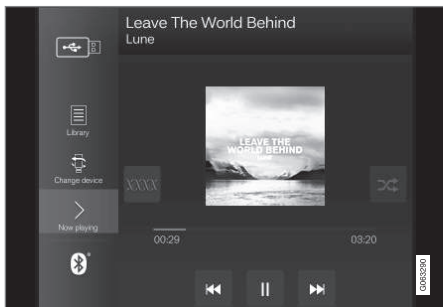 Leave The World Behind
Lune
Library
Change device
Now playing
LEAVE THE
WORLD BEHIND
LUNE
XXXX
00:29
03:20
G063290